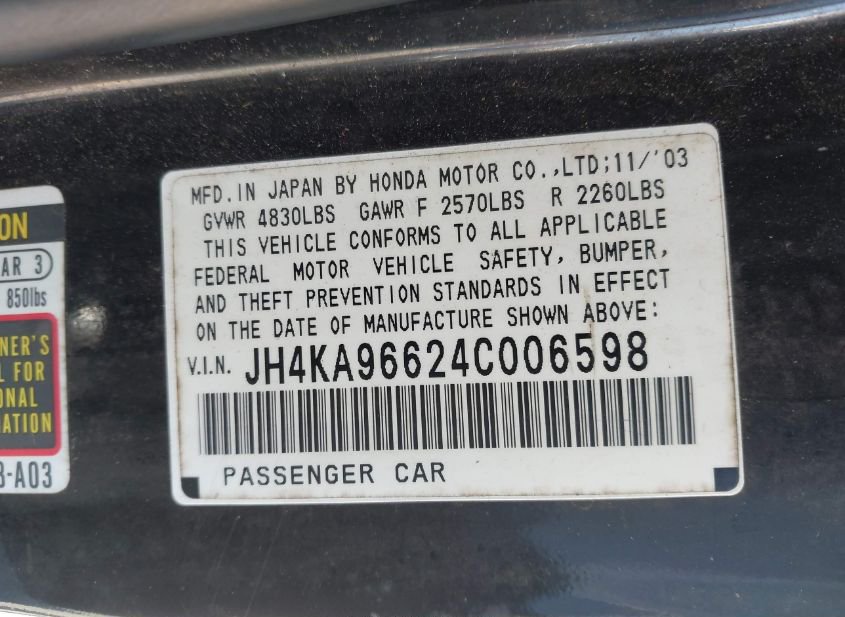 MFD.IN JAPAN BY HONDA MOTOR CO.,LTD;11/'03
GVWR 4830LBS GAWR F 2570LBS R 2260LBS
THIS VEHICLE CONFORMS TO ALL APPLICABLE
FEDERAL MOTOR VEHICLE SAFETY, BUMPER,
AND THEFT PREVENTION STANDARDS IN EFFECT
ON THE DATE OF MANUFACTURE SHOWN ABOVE:
V.I.N. JH4KA96624C006598
PASSENGER CAR
ON
AR 3
850lbs
NER'S
L FOR
ONAL
ATION
-A03